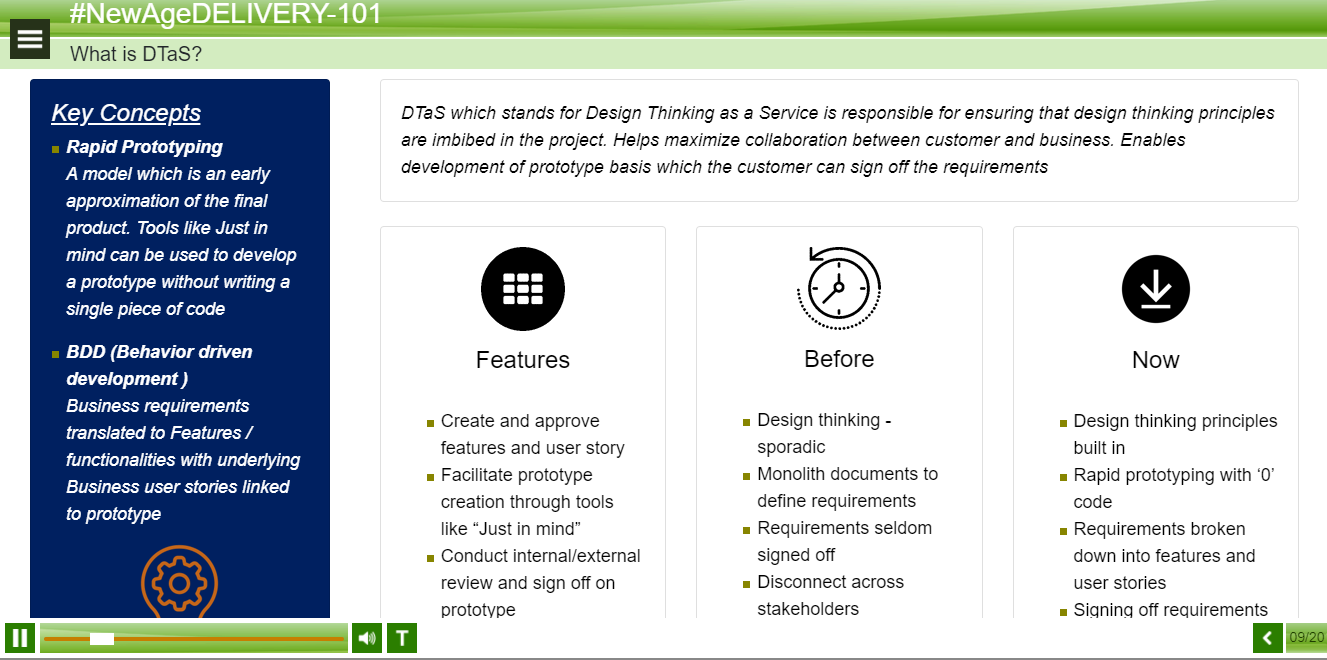 #NewAgeDELIVERY-101
What is DTaS?
Key Concepts
Rapid Prototyping
A model which is an early
approximation of the final
product. Tools like Just in
mind can be used to develop
a prototype without writing a
single piece of code
BDD (Behavior driven
development )
Business requirements
translated to Features /
functionalities with underlying
Business user stories linked
to prototype
DTaS which stands for Design Thinking as a Service is responsible for ensuring that design thinking principles
are imbibed in the project. Helps maximize collaboration between customer and business. Enables
development of prototype basis which the customer can sign off the requirements
Features
Create and approve
features and user story
Facilitate prototype
creation through tools
like “Just in mind”
Conduct internal/external
review and sign off on
prototype
Before
Design thinking -
sporadic
Monolith documents to
define requirements
Requirements seldom
signed off
Disconnect across
stakeholders
Now
Design thinking principles
built in
Rapid prototyping with ‘0’
code
Requirements broken
down into features and
user stories
Signing off requirements
T
09/20